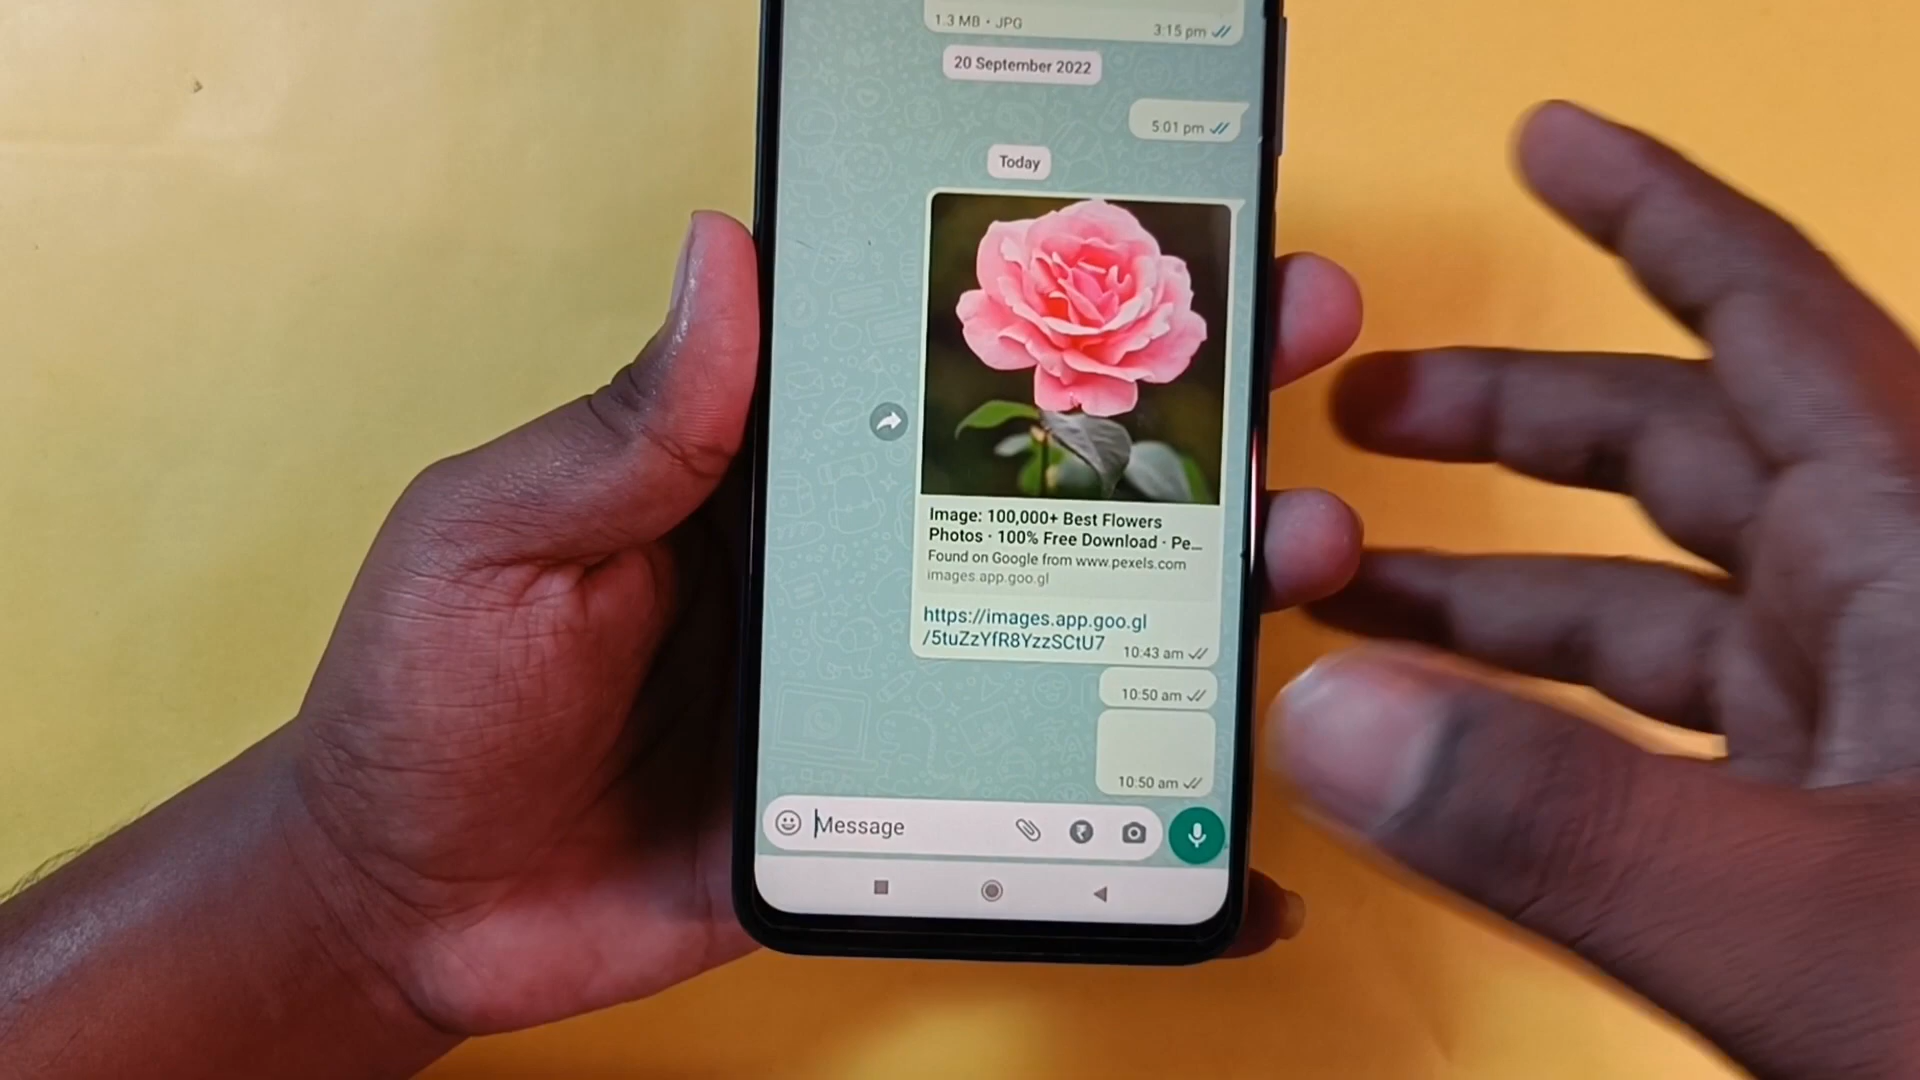 1.3 MB • JPG
3:15 pm
20 September 2022
5:01 pm
Today
Image: 100,000+ Best Flowers
Photos · 100% Free Download · Pe...
Found on Google from www.pexels.com
images.app.goo.gl
https://images.app.goo.gl
/5tuZzYfR8YzzSCtU7
10:43 am
10:50 am
10:50 am
Message